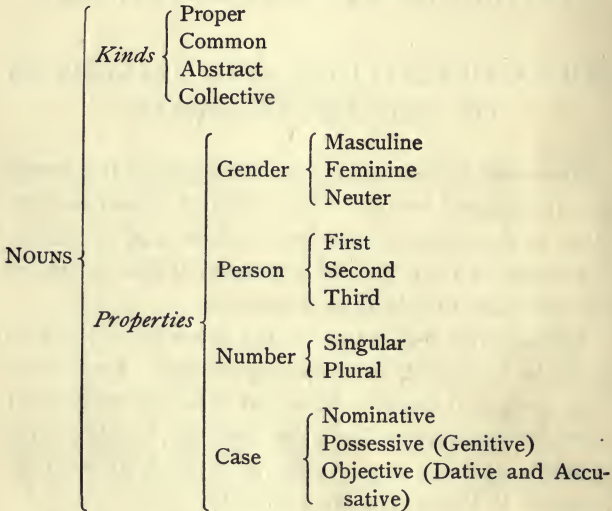 Proper
Common
Kinds
Abstract
Collective
Masculine
Gender
Feminine
Neuter
First
NOUNS
Person
Second
Third
Properties
Singular
Number
Plural
Nominative
Possessive (Genitive)
Case
Objective (Dative and Accu-
sative)